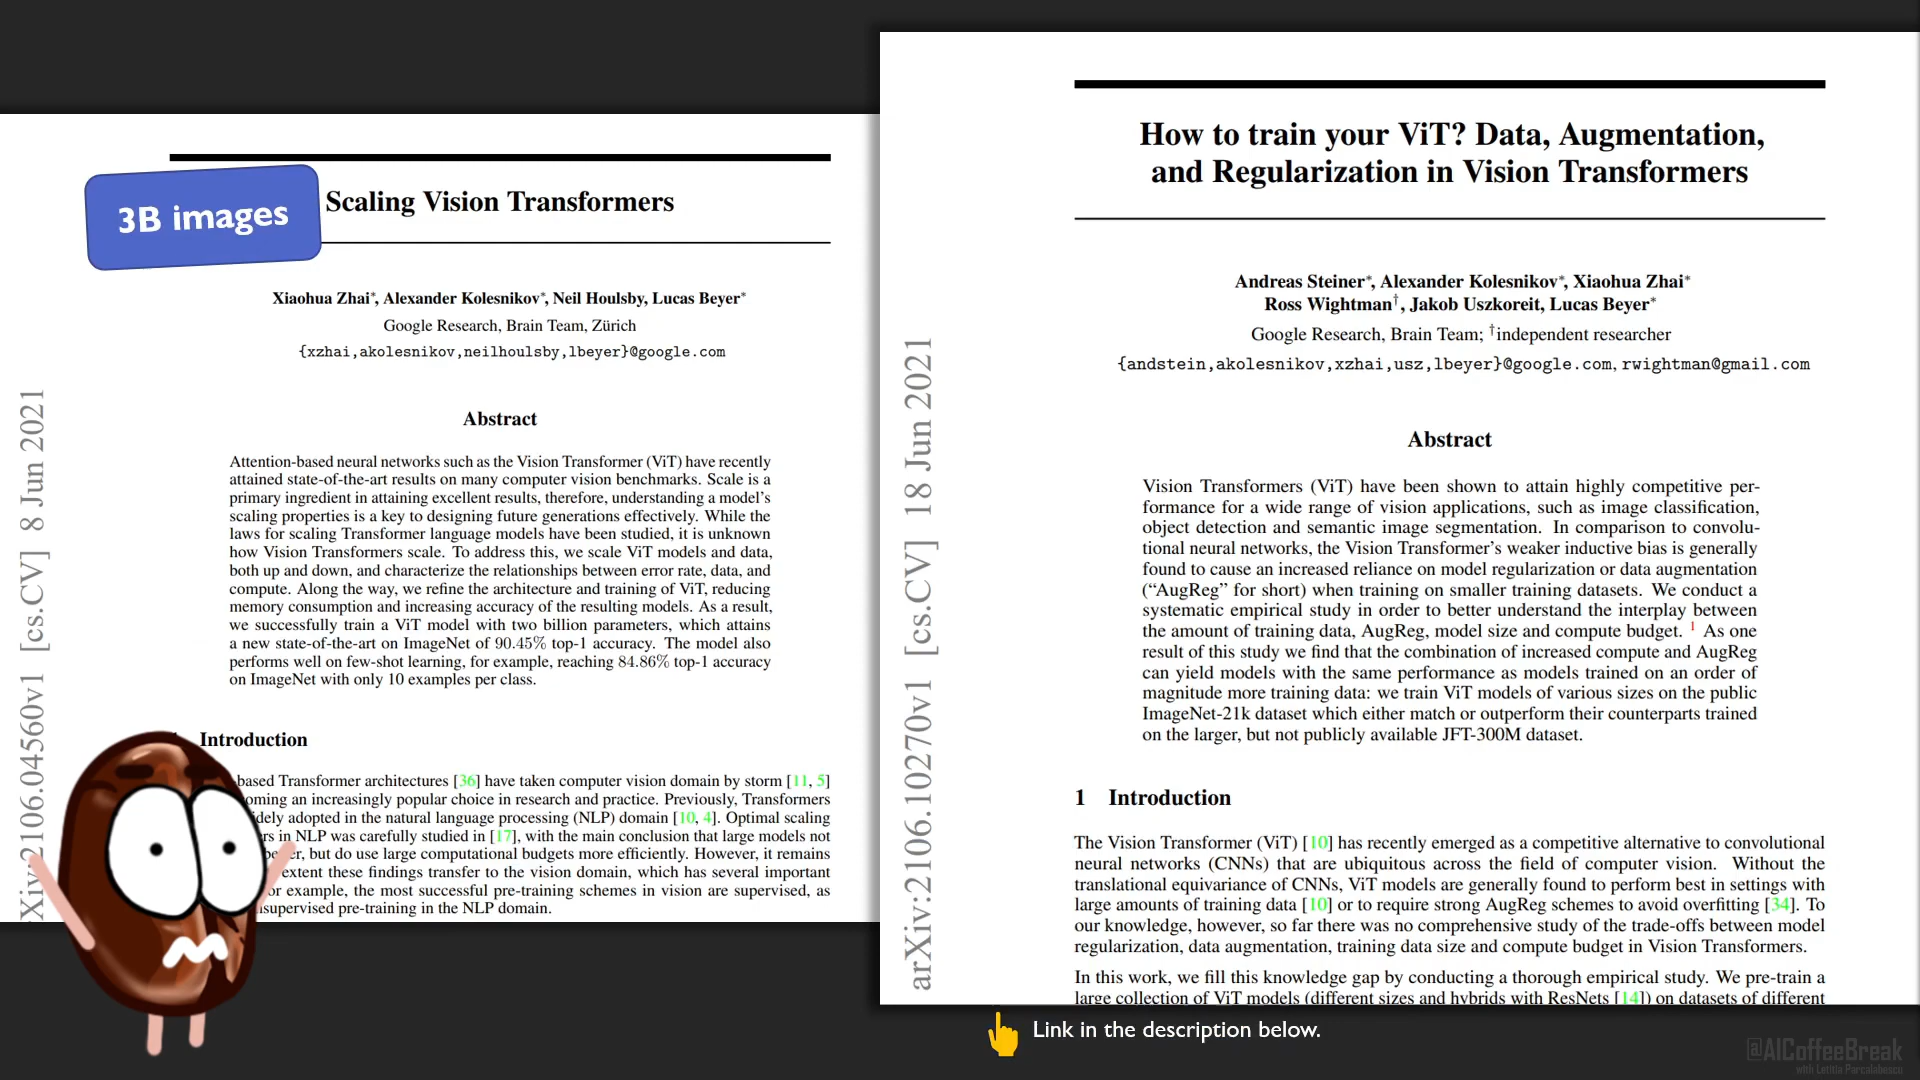 3B images
Scaling Vision Transformers
Xiaohua Zhai*, Alexander Kolesnikov*, Neil Houlsby, Lucas Beyer*
Google Research, Brain Team, Zürich
{xzhai,akolesnikov,neilhoulsby,lbeyer}@google.com
Abstract
Attention-based neural networks such as the Vision Transformer (ViT) have recently
attained state-of-the-art results on many computer vision benchmarks. Scale is a
primary ingredient in attaining excellent results, therefore, understanding a model's
scaling properties is a key to designing future generations effectively. While the
laws for scaling Transformer language models have been studied, it is unknown
how Vision Transformers scale. To address this, we scale ViT models and data,
both up and down, and characterize the relationships between error rate, data, and
compute. Along the way, we refine the architecture and training of ViT, reducing
memory consumption and increasing accuracy of the resulting models. As a result,
we successfully train a ViT model with two billion parameters, which attains
a new state-of-the-art on ImageNet of 90.45% top-1 accuracy. The model also
performs well on few-shot learning, for example, reaching 84.86% top-1 accuracy
on ImageNet with only 10 examples per class.
Introduction
based Transformer architectures [36] have taken computer vision domain by storm [11, 5]
an increasingly popular choice in research and practice. Previously, Transformers
adopted in the natural language processing (NLP) domain [10, 4]. Optimal scaling
in NLP was carefully studied in [17], with the main conclusion that large models not
but do use large computational budgets more efficiently. However, it remains
extent these findings transfer to the vision domain, which has several important
or example, the most successful pre-training schemes in vision are supervised, as
pre-training in the NLP domain.
Xiv:2106.04560v1 [cs.CV] 8 Jun 2021
How to train your ViT? Data, Augmentation,
and Regularization in Vision Transformers
Andreas Steiner*, Alexander Kolesnikov*, Xiaohua Zhai*
Ross Wightman†, Jakob Uszkoreit, Lucas Beyer*
Google Research, Brain Team; †independent researcher
{andstein,akolesnikov,xzhai,usz,lbeyer}@google.com, rwightman@gmail.com
Abstract
Vision Transformers (ViT) have been shown to attain highly competitive per-
formance for a wide range of vision applications, such as image classification,
object detection and semantic image segmentation. In comparison to convolu-
tional neural networks, the Vision Transformer's weaker inductive bias is generally
found to cause an increased reliance on model regularization or data augmentation
(“AugReg” for short) when training on smaller training datasets. We conduct a
systematic empirical study in order to better understand the interplay between
the amount of training data, AugReg, model size and compute budget. 1 As one
result of this study we find that the combination of increased compute and AugReg
can yield models with the same performance as models trained on an order of
magnitude more training data: we train ViT models of various sizes on the public
ImageNet-21k dataset which either match or outperform their counterparts trained
on the larger, but not publicly available JFT-300M dataset.
1 Introduction
The Vision Transformer (ViT) [10] has recently emerged as a competitive alternative to convolutional
neural networks (CNNs) that are ubiquitous across the field of computer vision. Without the
translational equivariance of CNNs, ViT models are generally found to perform best in settings with
large amounts of training data [10] or to require strong AugReg schemes to avoid overfitting [34]. To
our knowledge, however, so far there was no comprehensive study of the trade-offs between model
regularization, data augmentation, training data size and compute budget in Vision Transformers.
In this work, we fill this knowledge gap by conducting a thorough empirical study. We pre-train a
large collection of ViT models (different sizes and hybrids with ResNets [14]) on datasets of different
arXiv:2106.10270v1 [cs.CV] 18 Jun 2021
Link in the description below.
@AICoffeeBreak
with Letitia Parcalabescu